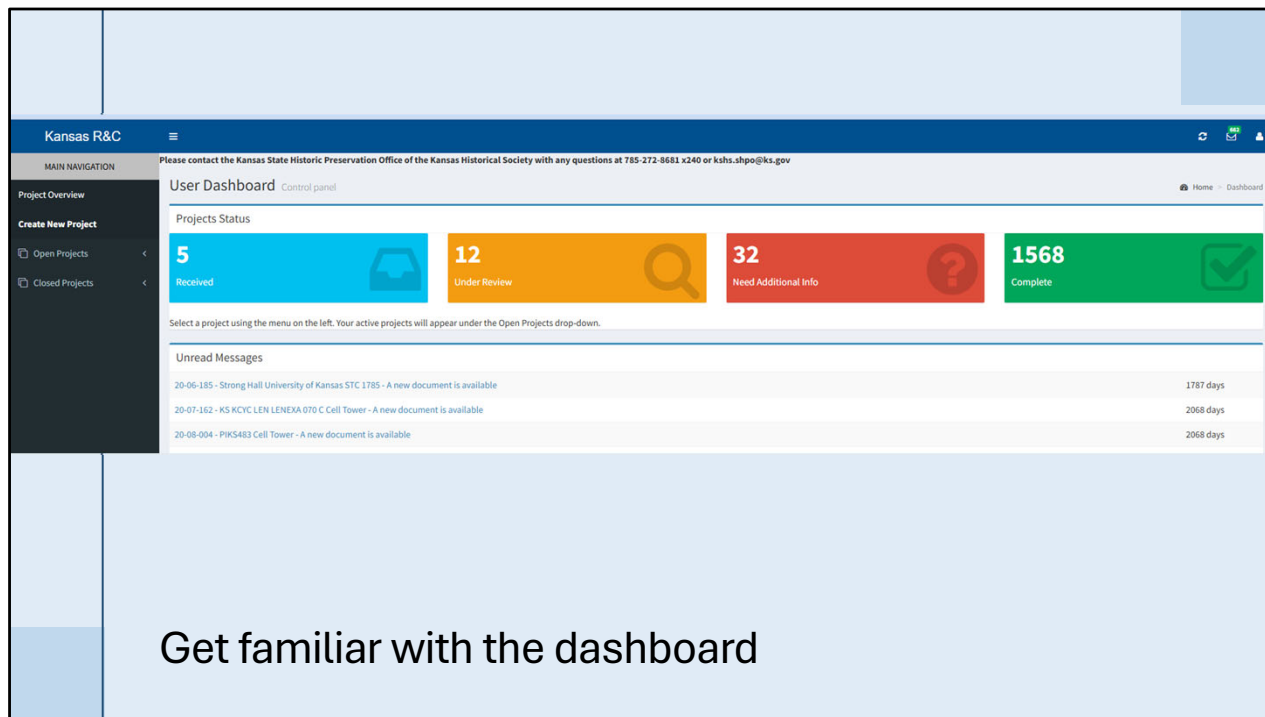 Kansas R&C
MAIN NAVIGATION
Project Overview
Create New Project
Open Projects
Closed Projects
Please contact the Kansas State Historic Preservation Office of the Kansas Historical Society with any questions at 785-272-8681 x240 or kshs.shpo@ks.gov
User Dashboard Control panel
Home > Dashboard
Projects Status
5
Received
12
Under Review
32
Need Additional Info
1568
Complete
Select a project using the menu on the left. Your active projects will appear under the Open Projects drop-down.
Unread Messages
20-06-185 - Strong Hall University of Kansas STC 1785 - A new document is available 1787 days
20-07-162 - KS KCYC LEN LENEXA 070 C Cell Tower - A new document is available 2068 days
20-08-004 - PIKS483 Cell Tower - A new document is available 2068 days
Get familiar with the dashboard